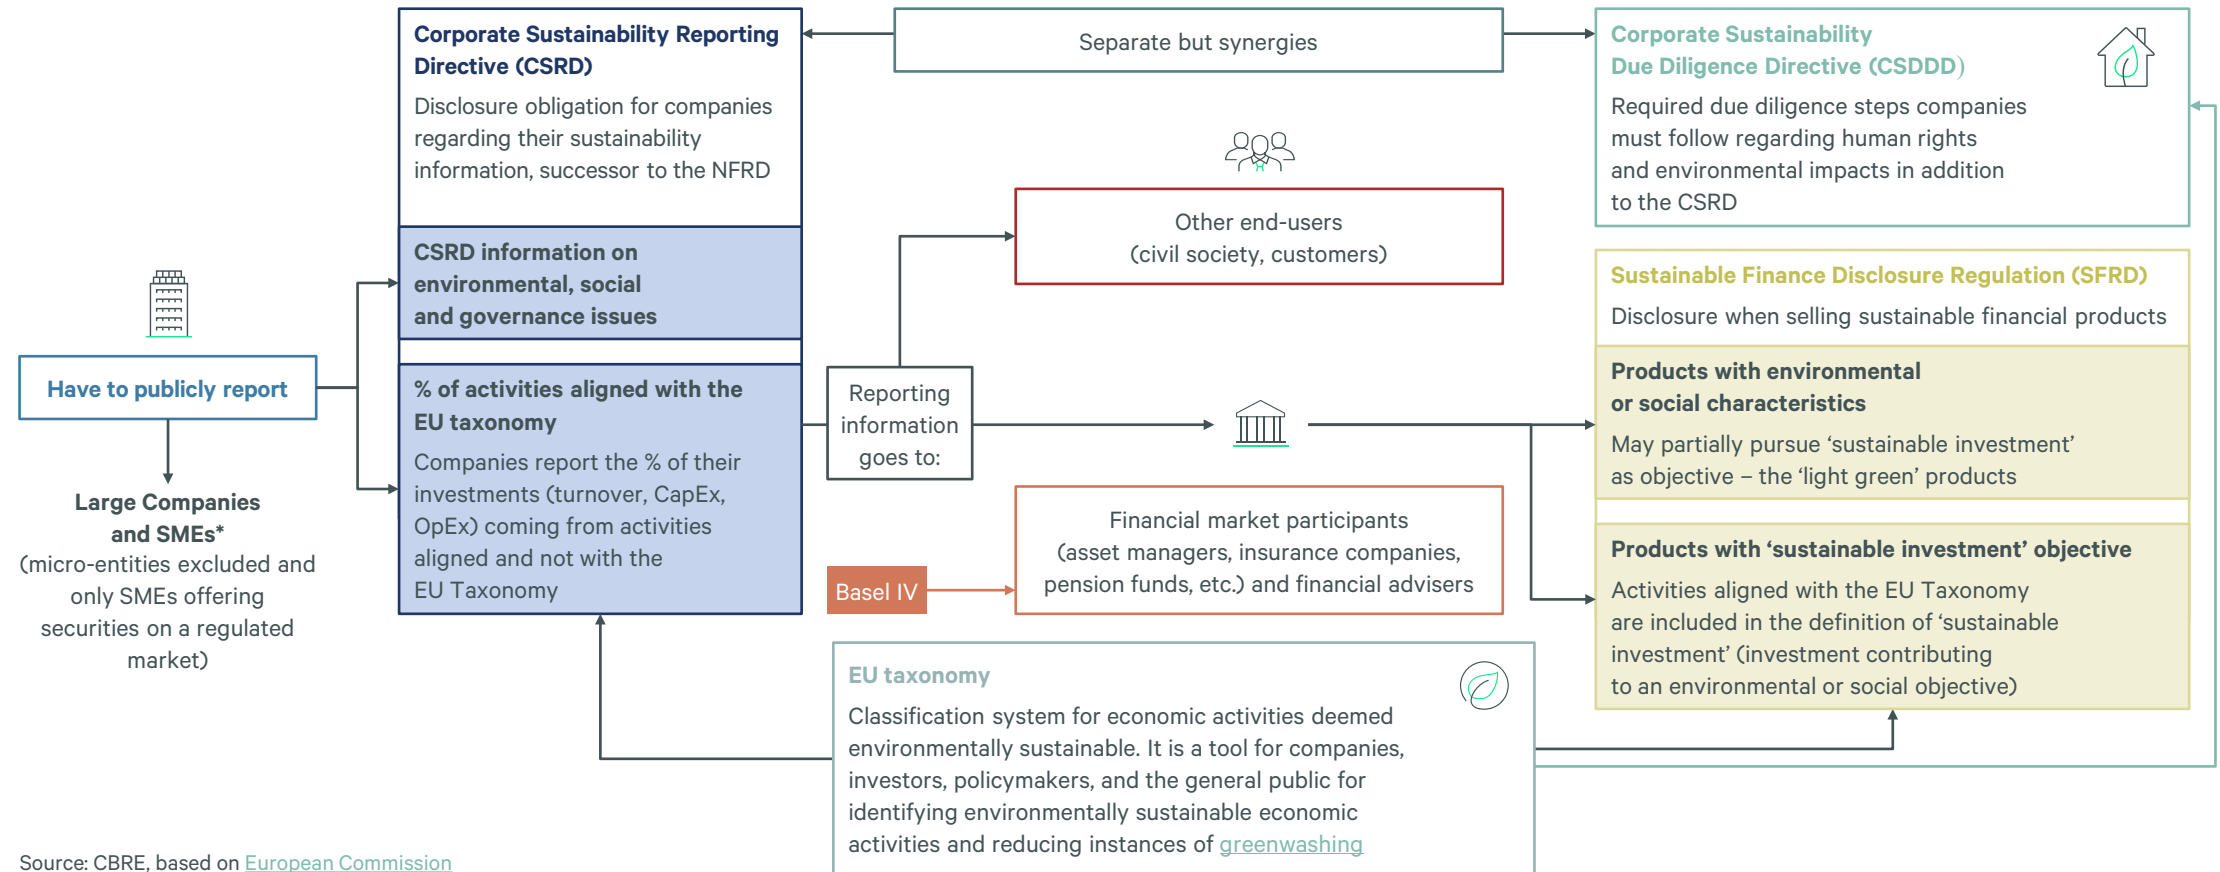 Corporate Sustainability Reporting
Directive (CSRD)
Disclosure obligation for companies
regarding their sustainability
information, successor to the NFRD
CSRD information on
environmental, social
and governance issues
% of activities aligned with the
EU taxonomy
Companies report the % of their
investments (turnover, CapEx,
OpEx) coming from activities
aligned and not with the
EU Taxonomy
Have to publicly report
Large Companies
and SMEs*
(micro-entities excluded and
only SMEs offering
securities on a regulated
market)
Separate but synergies
Other end-users
(civil society, customers)
Reporting
information
goes to:
Financial market participants
(asset managers, insurance companies,
pension funds, etc.) and financial advisers
Basel IV
EU taxonomy
Classification system for economic activities deemed
environmentally sustainable. It is a tool for companies,
investors, policymakers, and the general public for
identifying environmentally sustainable economic
activities and reducing instances of greenwashing
Corporate Sustainability
Due Diligence Directive (CSDDD)
Required due diligence steps companies
must follow regarding human rights
and environmental impacts in addition
to the CSRD
Sustainable Finance Disclosure Regulation (SFRD)
Disclosure when selling sustainable financial products
Products with environmental
or social characteristics
May partially pursue ‘sustainable investment’
as objective – the ‘light green’ products
Products with ‘sustainable investment’ objective
Activities aligned with the EU Taxonomy
are included in the definition of ‘sustainable
investment’ (investment contributing
to an environmental or social objective)
Source: CBRE, based on European Commission